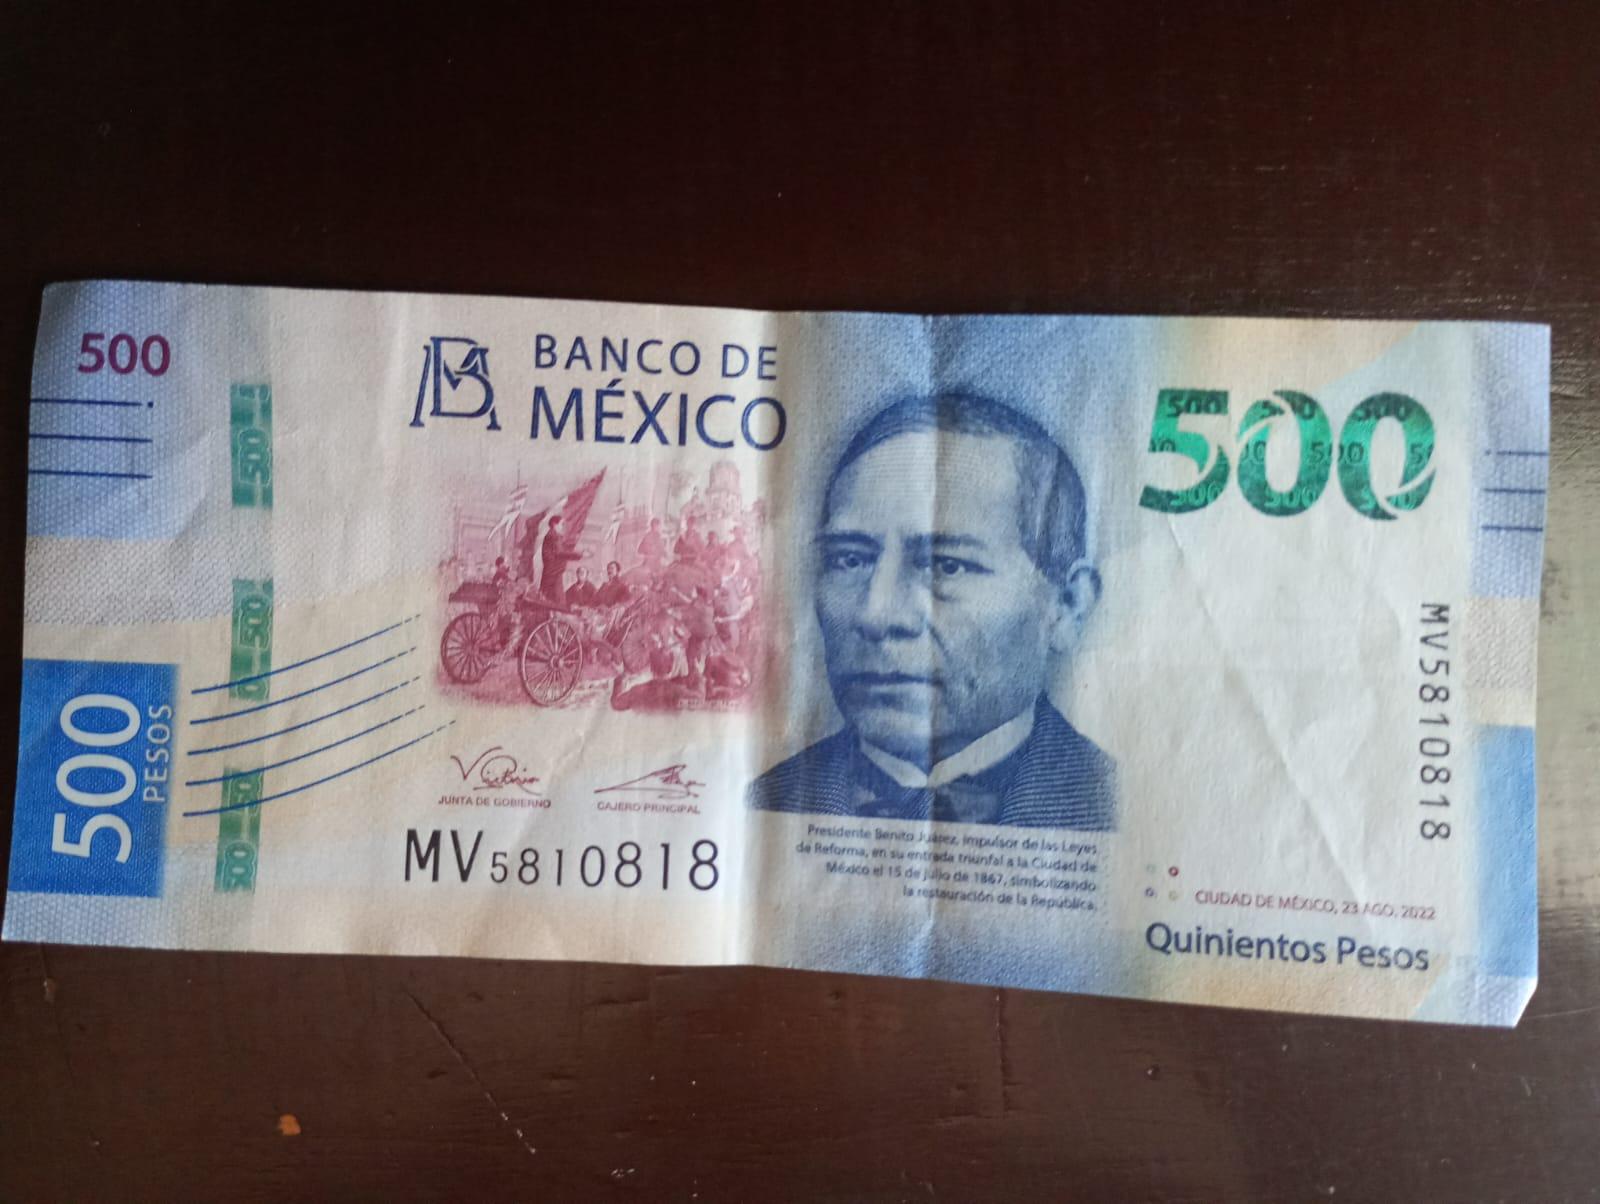 500
BANCO DE
MÉXICO
500
500
500
500
PESOS
JUNTA DE GOBIERNO
CAJERO PRINCIPAL
MV5810818
Presidente Benito Juárez, impulsor de las Leyes
de Reforma, en su entrada triunfal a la Ciudad de
México el 15 de julio de 1867, simbolizando
la restauración de la República.
MV5810818
CIUDAD DE MÉXICO, 23 AGO. 2022
Quinientos Pesos